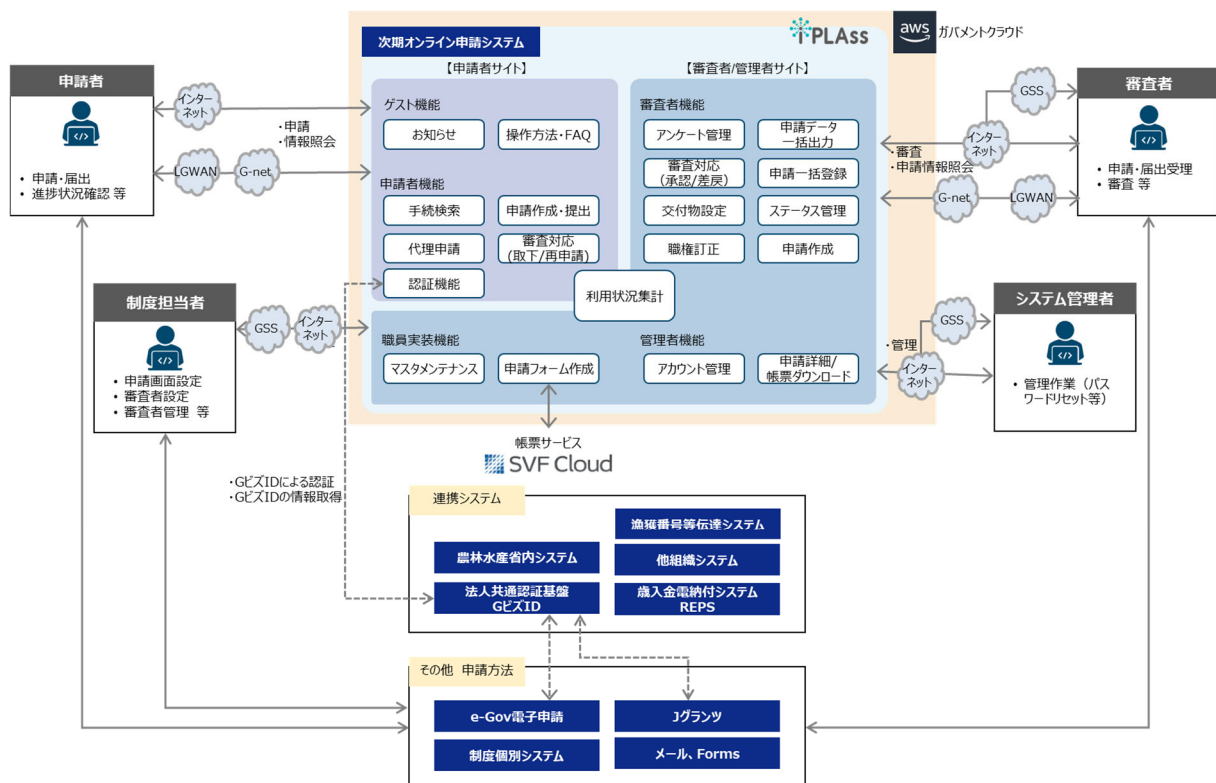 iPLAss
aws
ガバメントクラウド
次期オンライン申請システム
【申請者サイト】
【審査者/管理者サイト】
申請者
・ 申請・届出
・ 進捗状況確認 等
インター
ネット
・申請
・情報照会
LGWAN
G-net
ゲスト機能
お知らせ
操作方法・FAQ
申請者機能
手続検索
申請作成・提出
代理申請
審査対応
(取下/再申請)
認証機能
審査者機能
アンケート管理
申請データ
一括出力
審査対応
(承認/差戻)
申請一括登録
交付物設定
ステータス管理
職権訂正
申請作成
利用状況集計
GSS
インター
ネット
・審査
・申請情報照会
G-net
LGWAN
審査者
・ 申請・届出受理
・ 審査 等
制度担当者
・ 申請画面設定
・ 審査者設定
・ 審査者管理 等
GSS
インター
ネット
職員実装機能
マスタメンテナンス
申請フォーム作成
管理者機能
アカウント管理
申請詳細/
帳票ダウンロード
・管理
GSS
インター
ネット
システム管理者
・ 管理作業（パス
ワードリセット等）
帳票サービス
SVF Cloud
・GビズIDによる認証
・GビズIDの情報取得
連携システム
漁獲番号等伝達システム
農林水産省内システム
他組織システム
法人共通認証基盤
GビズID
歳入金電納付システム
REPS
その他 申請方法
e-Gov電子申請
Jグランツ
制度個別システム
メール、Forms